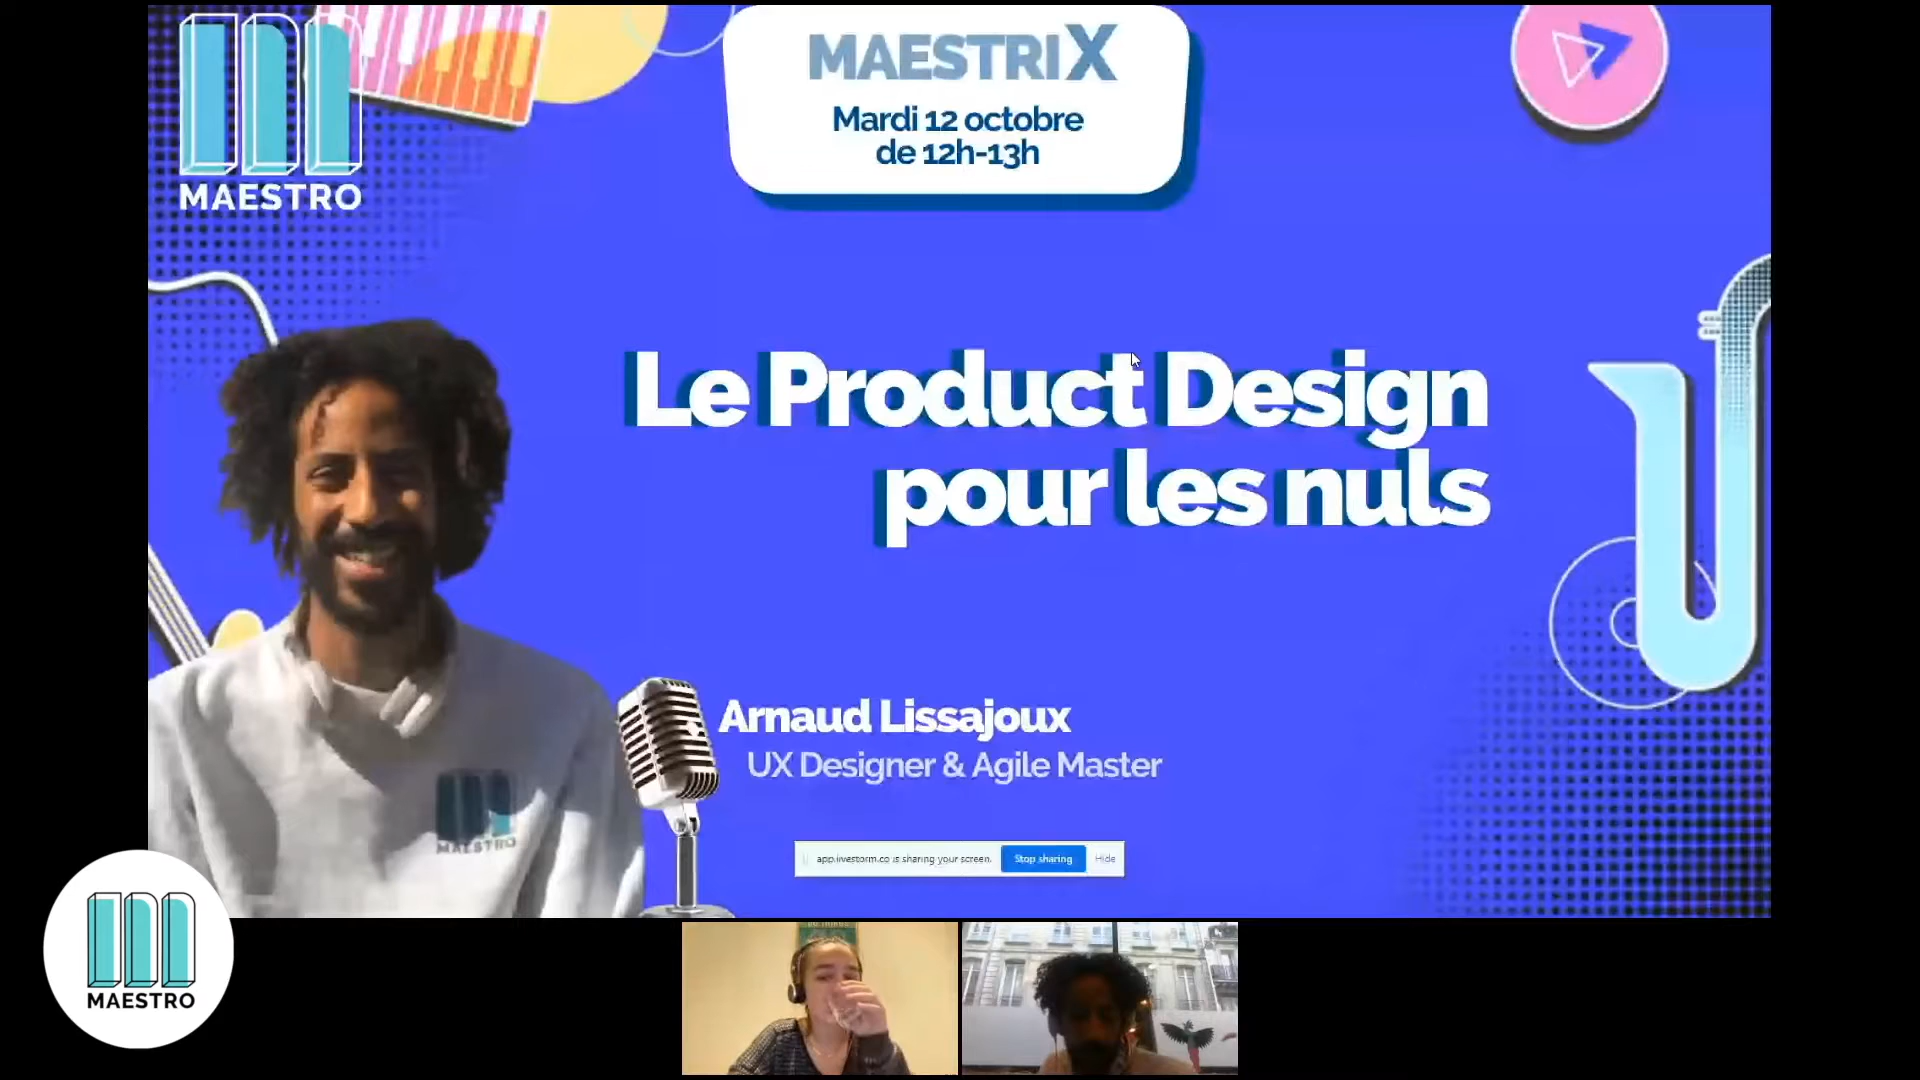 MAESTRO
MAESTRIX
Mardi 12 octobre
de 12h-13h
Le Product Design
pour les nuls
Arnaud Lissajoux
UX Designer & Agile Master
MAESTRO
app.livestorm.co is sharing your screen.
Stop sharing
Hide
MAESTRO